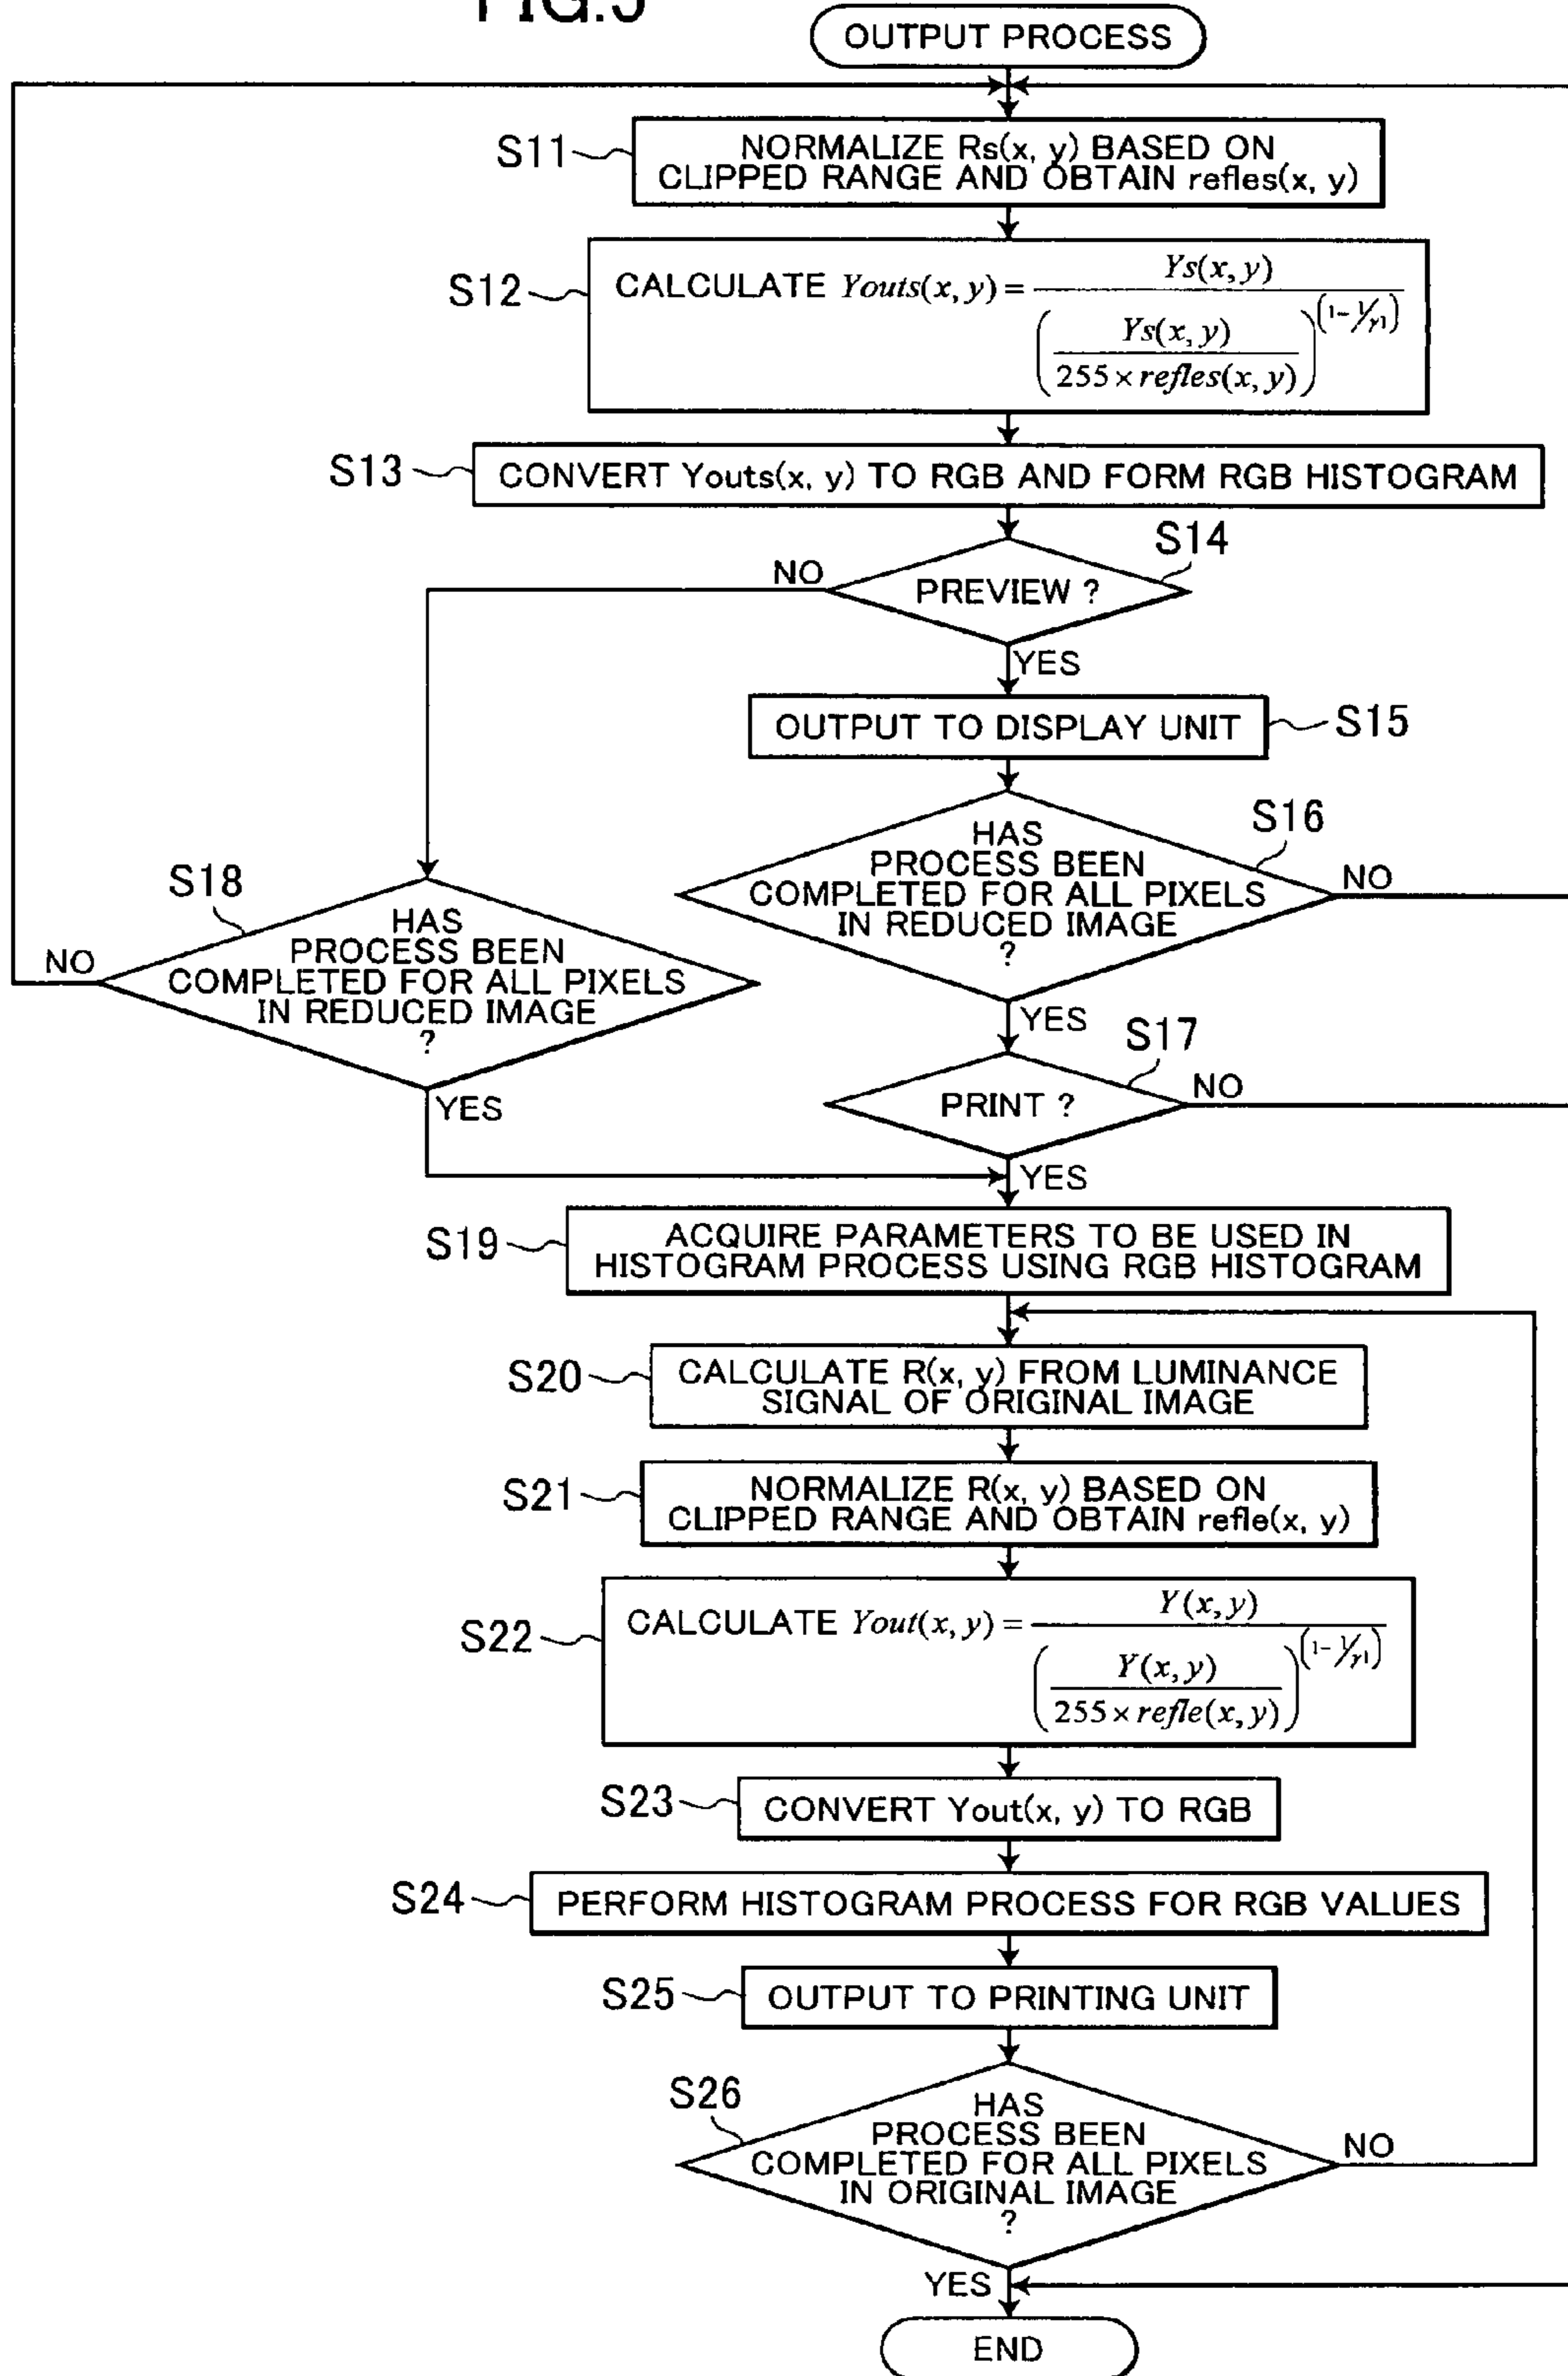 FIG.5
OUTPUT PROCESS
S11
NORMALIZE Rs(x, y) BASED ON
CLIPPED RANGE AND OBTAIN refles(x, y)
S12
CALCULATE Youts(x, y) = Ys(x, y) / (Ys(x, y) / 255 × refles(x, y))^(1-1/γ1)
S13
CONVERT Youts(x, y) TO RGB AND FORM RGB HISTOGRAM
S14
NO
PREVIEW ?
YES
OUTPUT TO DISPLAY UNIT
S15
S16
HAS
PROCESS BEEN
COMPLETED FOR ALL PIXELS
IN REDUCED IMAGE
?
NO
YES
S18
HAS
PROCESS BEEN
COMPLETED FOR ALL PIXELS
IN REDUCED IMAGE
?
NO
YES
S17
PRINT ?
NO
YES
S19
ACQUIRE PARAMETERS TO BE USED IN
HISTOGRAM PROCESS USING RGB HISTOGRAM
S20
CALCULATE R(x, y) FROM LUMINANCE
SIGNAL OF ORIGINAL IMAGE
S21
NORMALIZE R(x, y) BASED ON
CLIPPED RANGE AND OBTAIN refle(x, y)
S22
CALCULATE Yout(x, y) = Y(x, y) / (Y(x, y) / 255 × refle(x, y))^(1-1/γ1)
S23
CONVERT Yout(x, y) TO RGB
S24
PERFORM HISTOGRAM PROCESS FOR RGB VALUES
S25
OUTPUT TO PRINTING UNIT
S26
HAS
PROCESS BEEN
COMPLETED FOR ALL PIXELS
IN ORIGINAL IMAGE
?
NO
YES
END